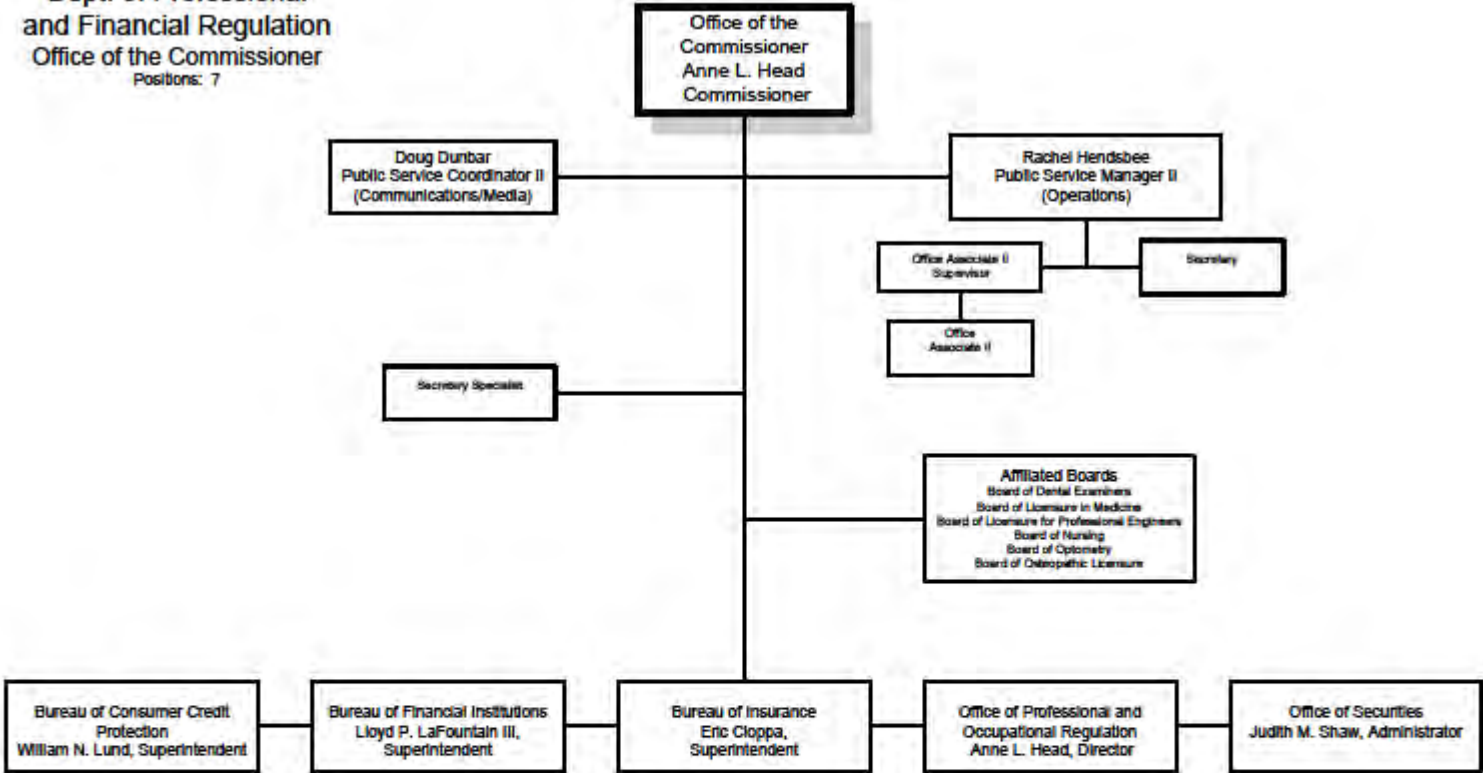 Dept. of Professional
and Financial Regulation
Office of the Commissioner
Positions: 7
Office of the
Commissioner
Anne L. Head
Commissioner
Doug Dunbar
Public Service Coordinator II
(Communications/Media)
Rachel Hendsbee
Public Service Manager II
(Operations)
Office Associate II
Supervisor
Secretary
Office
Associate II
Secretary Specialist
Affiliated Boards
Board of Dental Examiners
Board of Licensure in Medicine
Board of Licensure for Professional Engineers
Board of Nursing
Board of Optometry
Board of Osteopathic Licensure
Bureau of Consumer Credit
Protection
William N. Lund, Superintendent
Bureau of Financial Institutions
Lloyd P. LaFountain III,
Superintendent
Bureau of Insurance
Eric Cioppa,
Superintendent
Office of Professional and
Occupational Regulation
Anne L. Head, Director
Office of Securities
Judith M. Shaw, Administrator